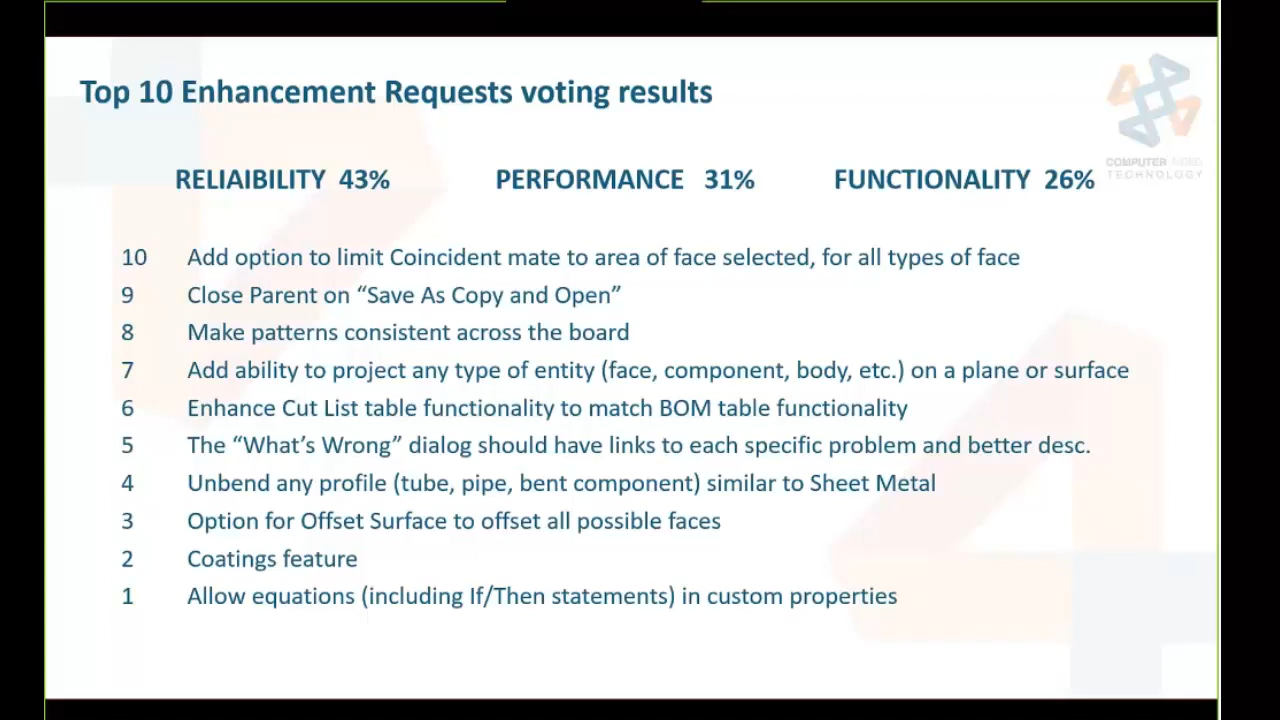 Top 10 Enhancement Requests voting results
COMPUTER AIDED
TECHNOLOGY
RELIAIBILITY 43% PERFORMANCE 31% FUNCTIONALITY 26%
10 Add option to limit Coincident mate to area of face selected, for all types of face
9 Close Parent on “Save As Copy and Open”
8 Make patterns consistent across the board
7 Add ability to project any type of entity (face, component, body, etc.) on a plane or surface
6 Enhance Cut List table functionality to match BOM table functionality
5 The “What’s Wrong” dialog should have links to each specific problem and better desc.
4 Unbend any profile (tube, pipe, bent component) similar to Sheet Metal
3 Option for Offset Surface to offset all possible faces
2 Coatings feature
1 Allow equations (including If/Then statements) in custom properties